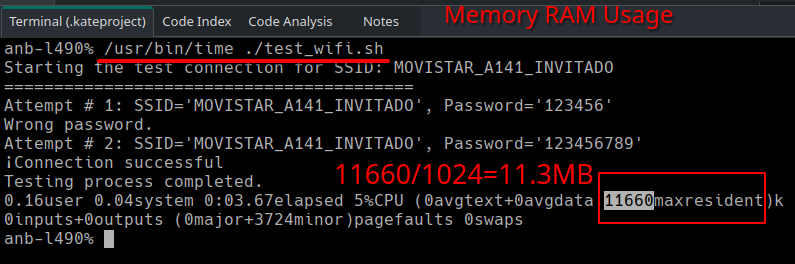 Terminal (.kateproject) Code Index Code Analysis Notes Memory RAM Usage
anb-l490% /usr/bin/time ./test_wifi.sh
Starting the test connection for SSID: MOVISTAR_A141_INVITADO
=========================================
Attempt # 1: SSID='MOVISTAR_A141_INVITADO', Password='123456'
Wrong password.
Attempt # 2: SSID='MOVISTAR_A141_INVITADO', Password='123456789'
¡Connection successful
Testing process completed.
11660/1024=11.3MB
0.16user 0.04system 0:03.67elapsed 5%CPU (0avgtext+0avgdata 11660maxresident)k
0inputs+0outputs (0major+3724minor)pagefaults 0swaps
anb-l490%